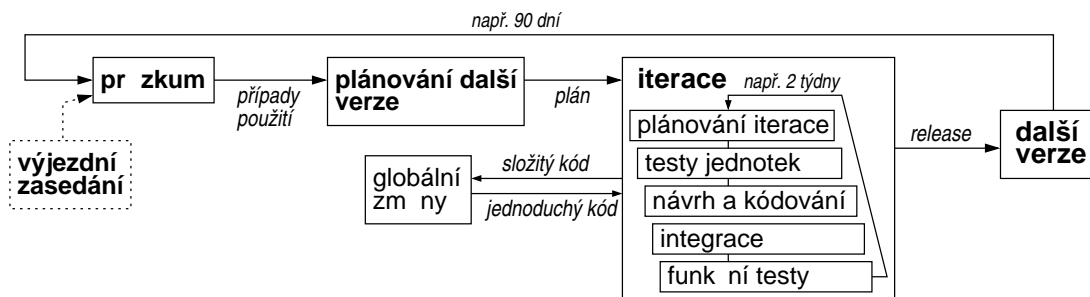 např. 90 dní
pr zkum
případy
použití
výjezdní
zasedání
plánování další
verze
plán
iterace
např. 2 týdny
plánování iterace
testy jednotek
návrh a kódování
integrace
funk ní testy
složitý kód
jednoduchý kód
globální
zm ny
release
další
verze